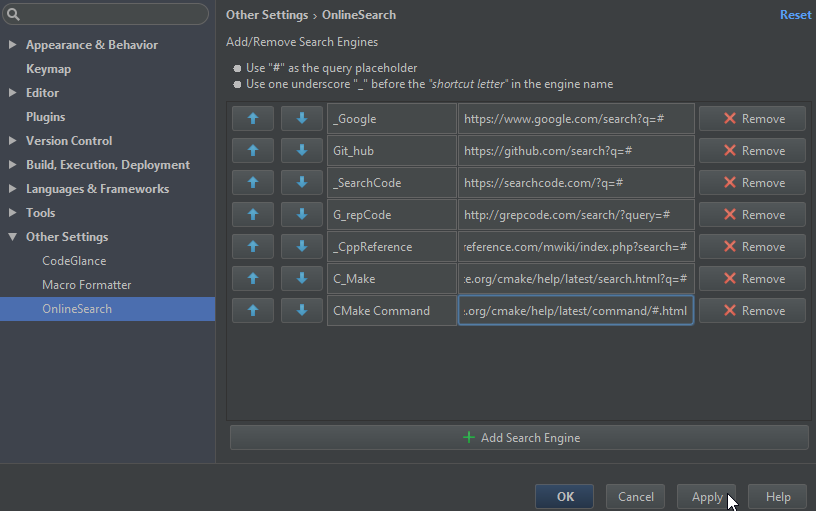 Other Settings › OnlineSearch
Reset
Appearance & Behavior
Keymap
Editor
Plugins
Version Control
Build, Execution, Deployment
Languages & Frameworks
Tools
Other Settings
CodeGlance
Macro Formatter
OnlineSearch
Add/Remove Search Engines
Use "#" as the query placeholder
Use one underscore "_" before the "shortcut letter" in the engine name
_Google https://www.google.com/search?q=# Remove
Git_hub https://github.com/search?q=# Remove
_SearchCode https://searchcode.com/?q=# Remove
G_repCode http://grepcode.com/search/?query=# Remove
_CppReference reference.com/mwiki/index.php?search=# Remove
C_Make e.org/cmake/help/latest/search.html?q=# Remove
CMake Command e.org/cmake/help/latest/command/#.html Remove
Add Search Engine
OK Cancel Apply Help